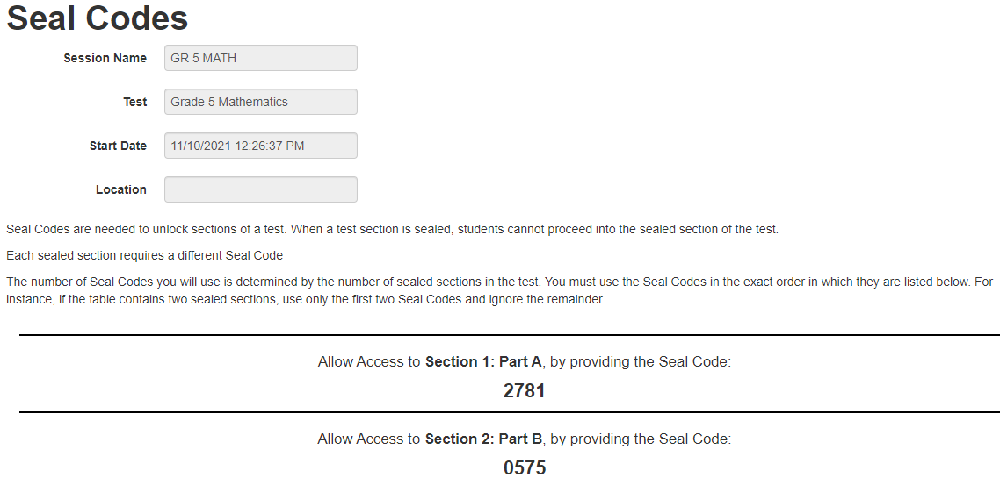 Seal Codes
Session Name GR 5 MATH
Test Grade 5 Mathematics
Start Date 11/10/2021 12:26:37 PM
Location
Seal Codes are needed to unlock sections of a test. When a test section is sealed, students cannot proceed into the sealed section of the test.
Each sealed section requires a different Seal Code
The number of Seal Codes you will use is determined by the number of sealed sections in the test. You must use the Seal Codes in the exact order in which they are listed below. For
instance, if the table contains two sealed sections, use only the first two Seal Codes and ignore the remainder.
Allow Access to Section 1: Part A, by providing the Seal Code:
2781
Allow Access to Section 2: Part B, by providing the Seal Code:
0575